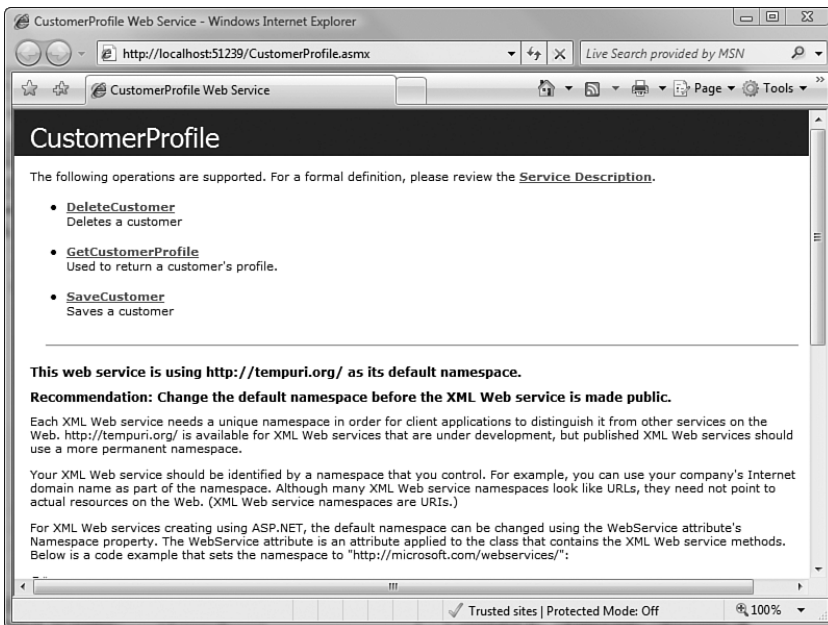 CustomerProfile Web Service - Windows Internet Explorer
http://localhost:51239/CustomerProfile.asmx
Live Search provided by MSN
CustomerProfile Web Service
Page
Tools
CustomerProfile
The following operations are supported. For a formal definition, please review the Service Description.
• DeleteCustomer
Deletes a customer
• GetCustomerProfile
Used to return a customer's profile.
• SaveCustomer
Saves a customer
This web service is using http://tempuri.org/ as its default namespace.
Recommendation: Change the default namespace before the XML Web service is made public.
Each XML Web service needs a unique namespace in order for client applications to distinguish it from other services on the
Web. http://tempuri.org/ is available for XML Web services that are under development, but published XML Web services should
use a more permanent namespace.
Your XML Web service should be identified by a namespace that you control. For example, you can use your company's Internet
domain name as part of the namespace. Although many XML Web service namespaces look like URLs, they need not point to
actual resources on the Web. (XML Web service namespaces are URIs.)
For XML Web services creating using ASP.NET, the default namespace can be changed using the WebService attribute's
Namespace property. The WebService attribute is an attribute applied to the class that contains the XML Web service methods.
Below is a code example that sets the namespace to "http://microsoft.com/webservices/":
Trusted sites | Protected Mode: Off
100%